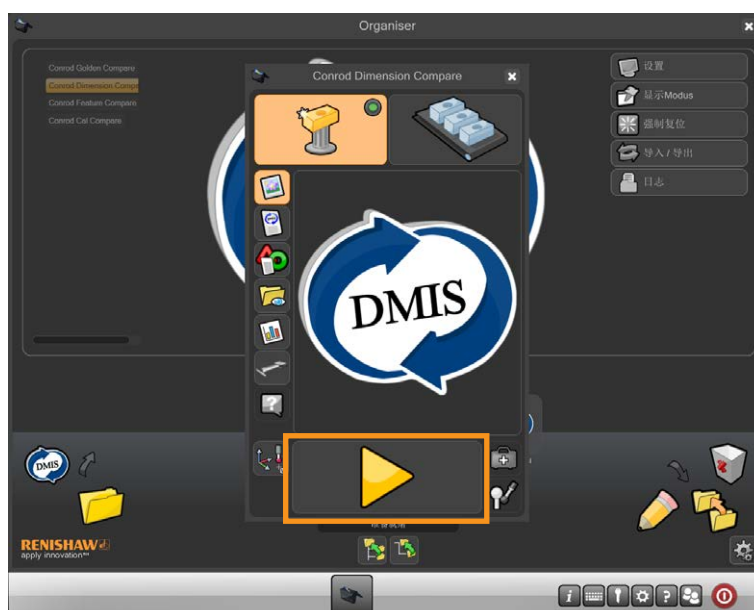 Organiser
Conrod Golden Compare
Conrod Dimension Comp
Conrod Feature Compare
Conrod Cal Compare
Conrod Dimension Compare
设置
显示Modus
强制复位
导入 / 导出
日志
DMIS
DMIS
RENISHAW
apply innovation™